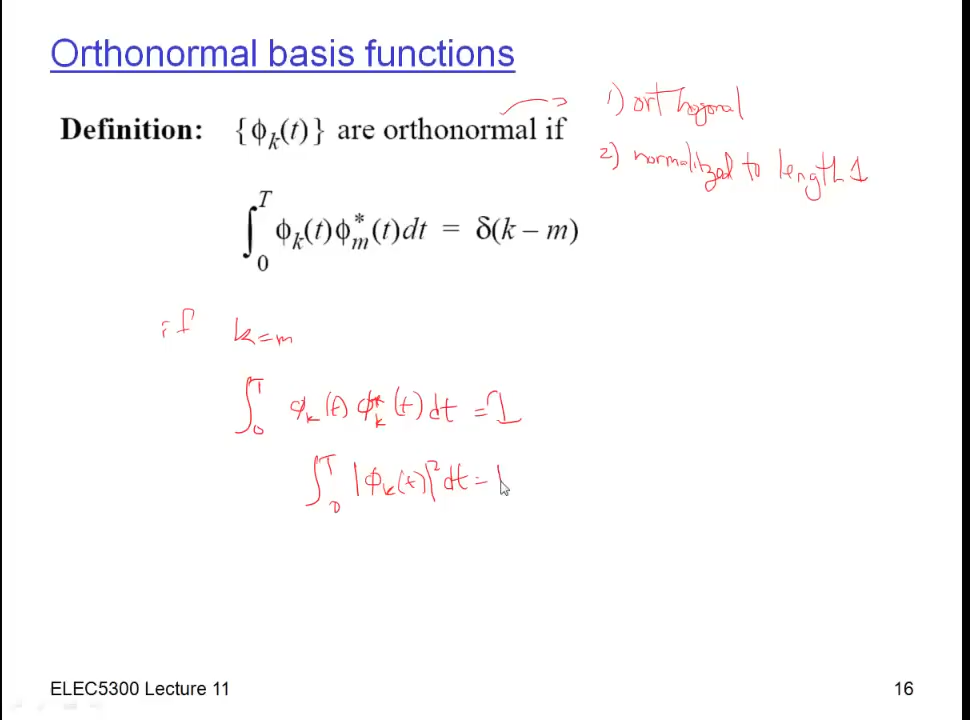 Orthonormal basis functions
1) orthogonal
Definition: {ϕk(t)} are orthonormal if
2) normalized to length 1
∫₀ᵀ ϕk(t)ϕm*(t)dt = δ(k – m)
if k=m
∫₀ᵀ ϕk(t) ϕk*(t) dt = 1
∫₀ᵀ |ϕk(t)|² dt = 1
ELEC5300 Lecture 11 16